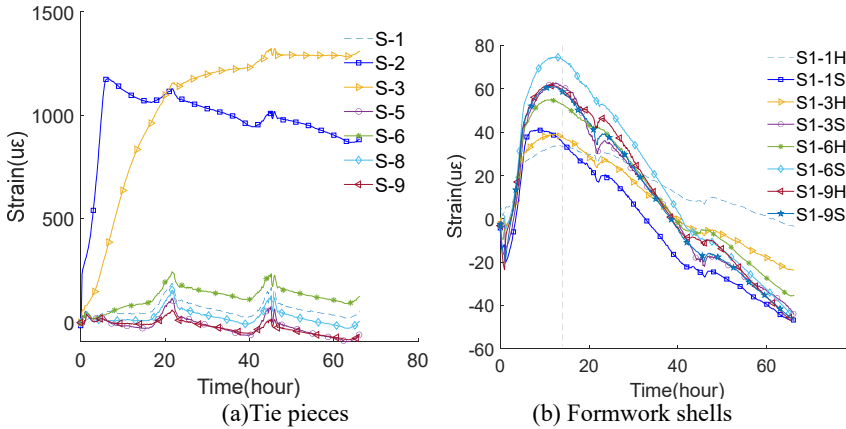 1500
1000
500
0
0
20
40
60
80
Strain(uε)
Time(hour)
S-1
S-2
S-3
S-5
S-6
S-8
S-9
(a)Tie pieces
80
60
40
20
0
-20
-40
-60
0
20
40
60
Strain(uε)
Time(hour)
S1-1H
S1-1S
S1-3H
S1-3S
S1-6H
S1-6S
S1-9H
S1-9S
(b) Formwork shells